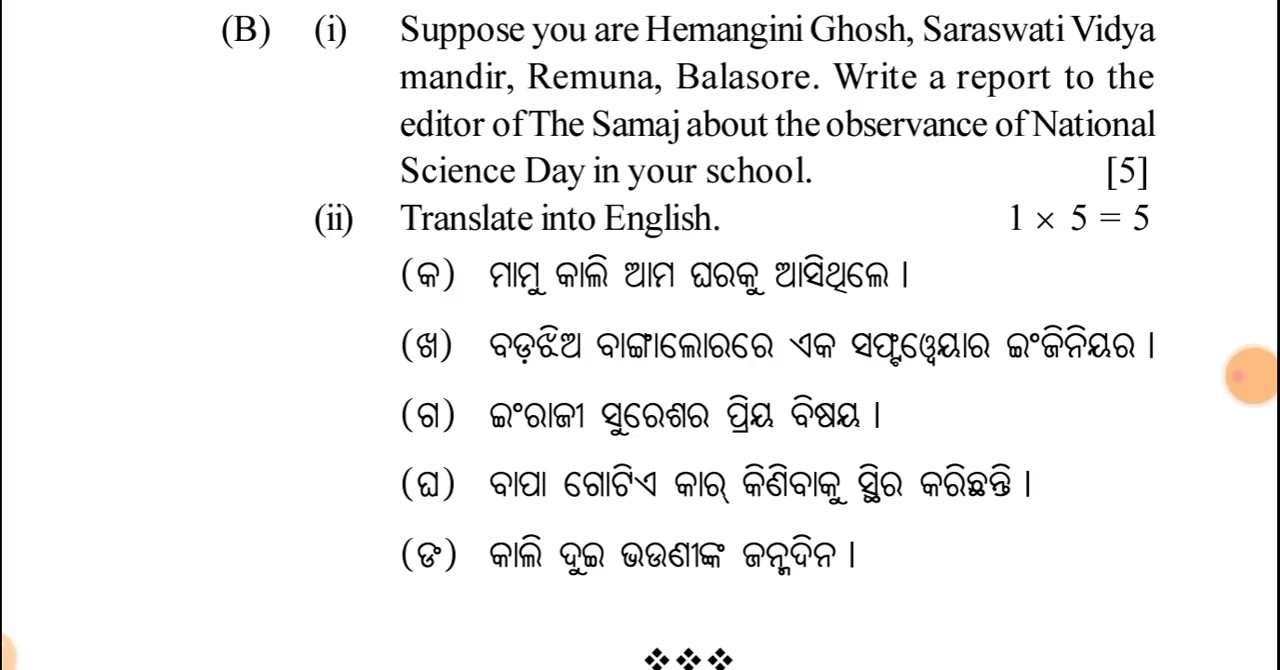 (B) (i) Suppose you are Hemangini Ghosh, Saraswati Vidya
mandir, Remuna, Balasore. Write a report to the
editor of The Samaj about the observance of National
Science Day in your school. [5]
(ii) Translate into English. 1 × 5 = 5
(କ) ମାମୁ କାଲି ଆମ ଘରକୁ ଆସିଥିଲେ ।
(ଖ) ବଡ଼ଝିଅ ବାଙ୍ଗାଲୋରରେ ଏକ ସଫ୍ଟୱେୟାର ଇଂଜିନିୟର ।
(ଗ) ଇଂରାଜୀ ସୁରେଶର ପ୍ରିୟ ବିଷୟ ।
(ଘ) ବାପା ଗୋଟିଏ କାର୍ କିଣିବାକୁ ସ୍ଥିର କରିଛନ୍ତି ।
(ଙ) କାଲି ଦୁଇ ଭଉଣୀଙ୍କ ଜନ୍ମଦିନ ।